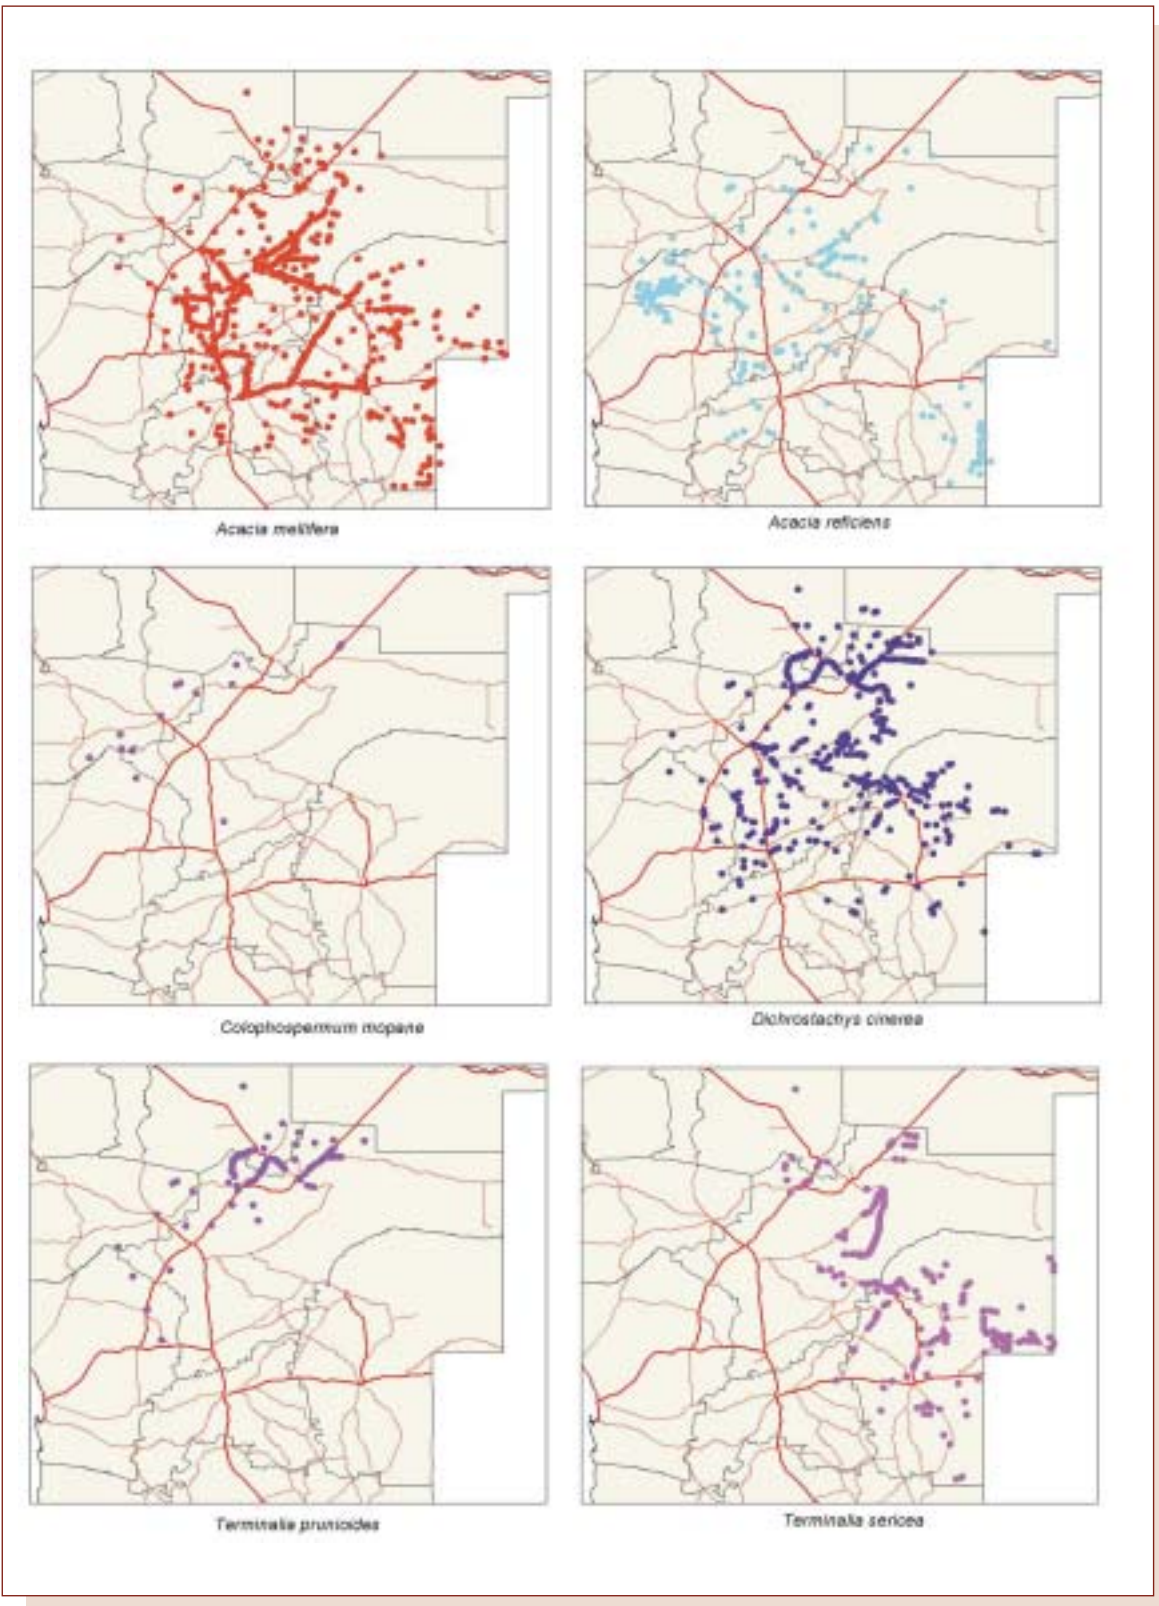 Acacia mellifera
Acacia reficiens
Colophospermum mopane
Dichrostachys cinerea
Terminalia prunioides
Terminalia sericea